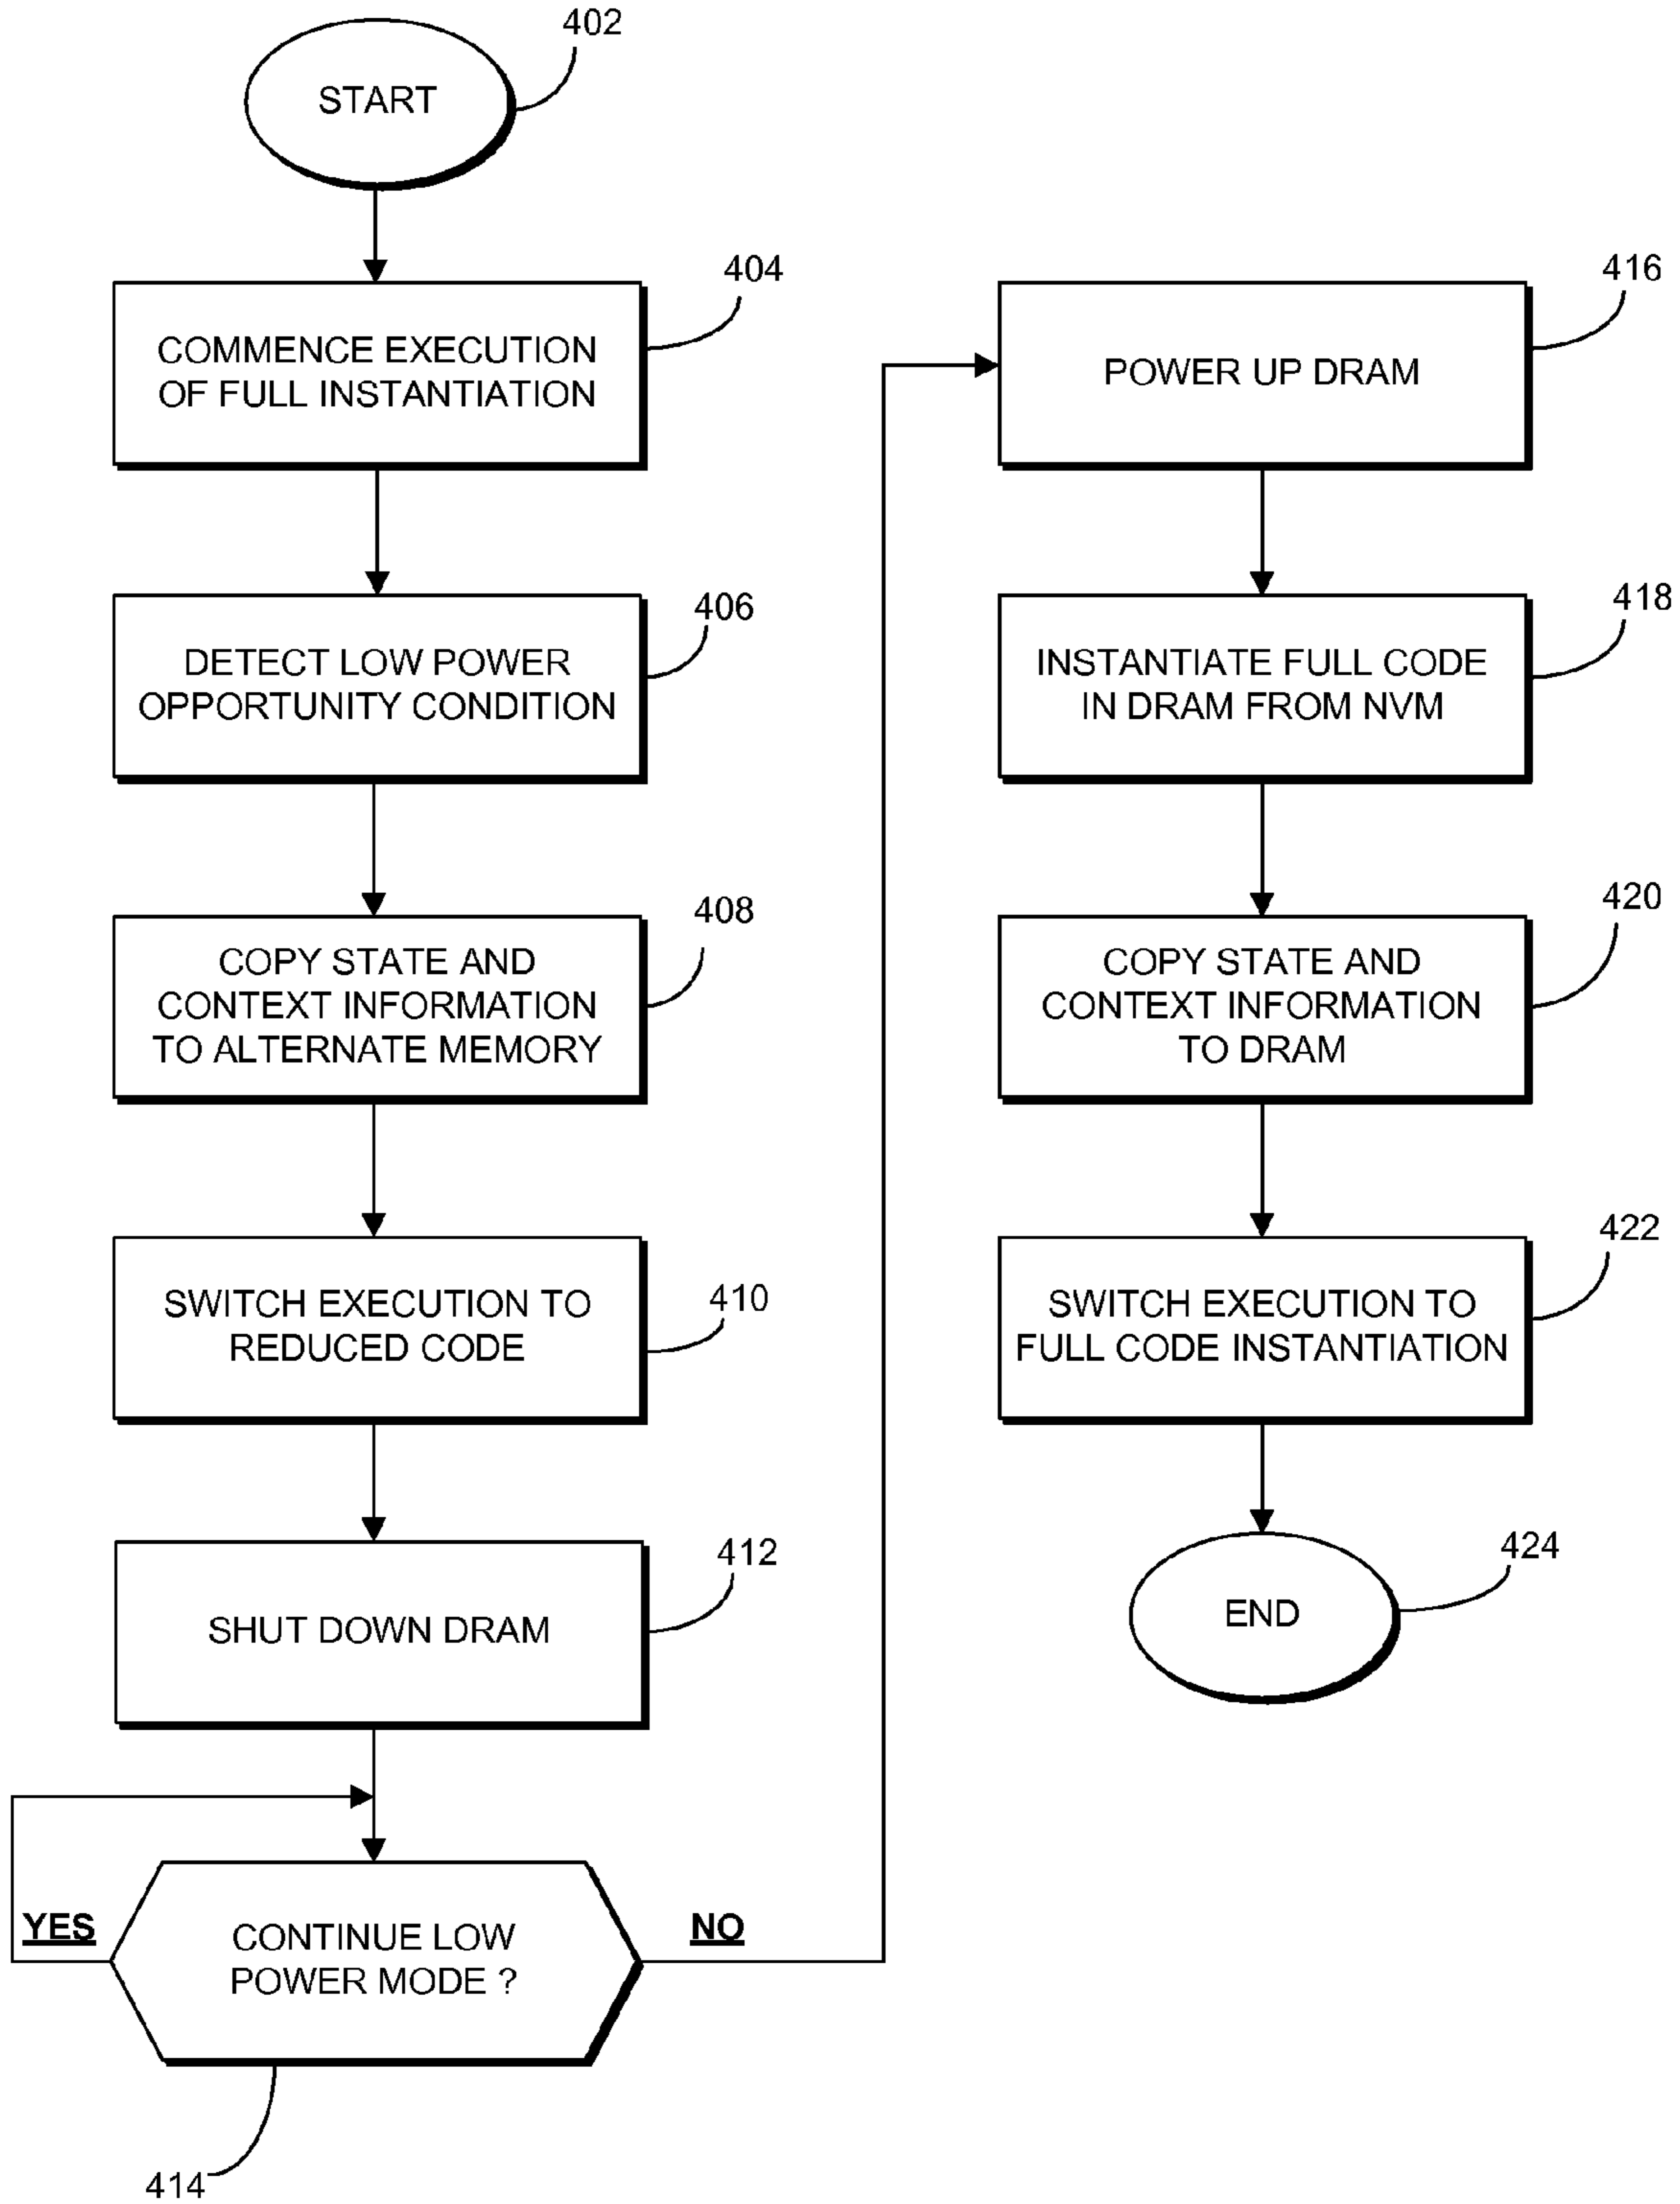 402
START
404
COMMENCE EXECUTION
OF FULL INSTANTIATION
406
DETECT LOW POWER
OPPORTUNITY CONDITION
408
COPY STATE AND
CONTEXT INFORMATION
TO ALTERNATE MEMORY
410
SWITCH EXECUTION TO
REDUCED CODE
412
SHUT DOWN DRAM
YES
CONTINUE LOW
POWER MODE ?
NO
414
416
POWER UP DRAM
418
INSTANTIATE FULL CODE
IN DRAM FROM NVM
420
COPY STATE AND
CONTEXT INFORMATION
TO DRAM
422
SWITCH EXECUTION TO
FULL CODE INSTANTIATION
424
END